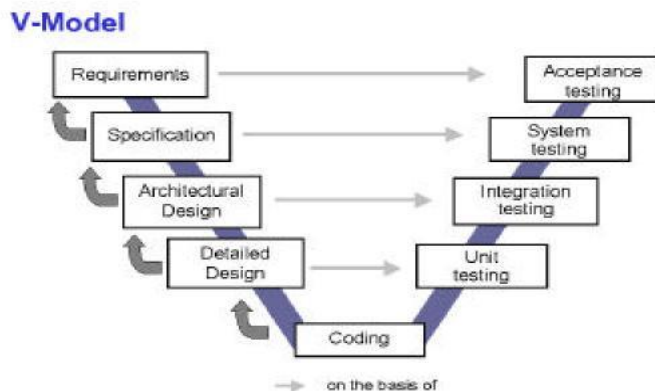 V-Model
Requirements
Acceptance
testing
Specification
System
testing
Architectural
Design
Integration
testing
Detailed
Design
Unit
testing
Coding
on the basis of